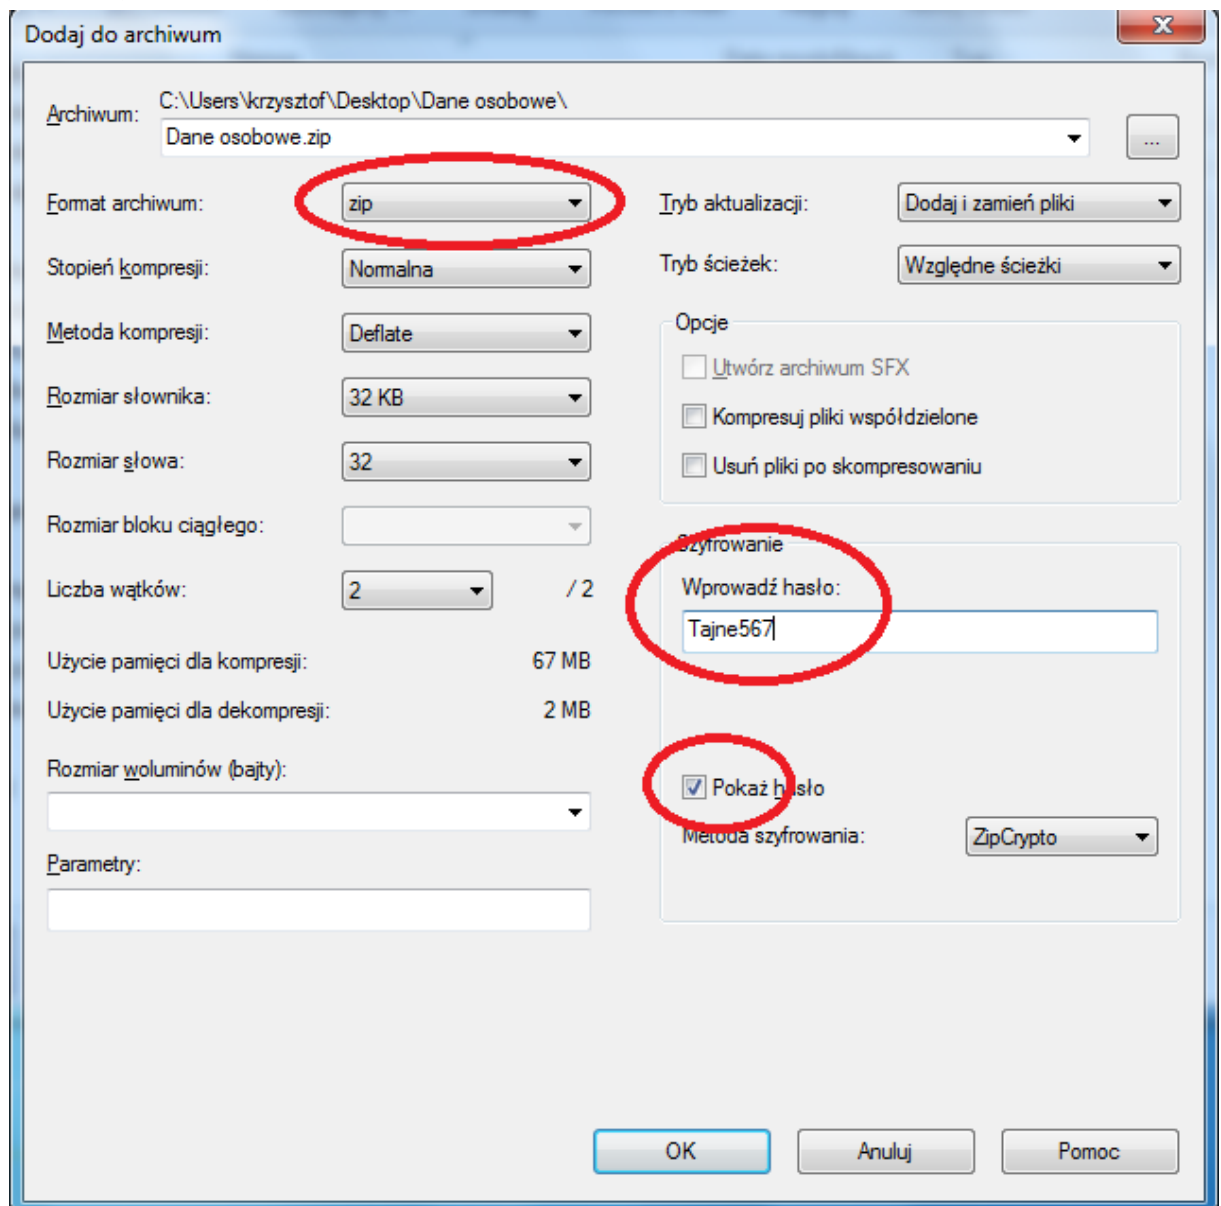 Dodaj do archiwum
Archiwum:
C:\Users\krzysztof\Desktop\Dane osobowe\
Dane osobowe.zip
...
Format archiwum:
zip
Stopień kompresji:
Normalna
Metoda kompresji:
Deflate
Rozmiar słownika:
32 KB
Rozmiar słowa:
32
Rozmiar bloku ciągłego:
Liczba wątków:
2
/ 2
Użycie pamięci dla kompresji:
67 MB
Użycie pamięci dla dekompresji:
2 MB
Rozmiar woluminów (bajty):
Parametry:
Tryb aktualizacji:
Dodaj i zamień pliki
Tryb ścieżek:
Względne ścieżki
Opcje
Utwórz archiwum SFX
Kompresuj pliki współdzielone
Usuń pliki po skompresowaniu
Szyfrowanie
Wprowadź hasło:
Tajne567
Pokaż hasło
Metoda szyfrowania:
ZipCrypto
OK
Anuluj
Pomoc